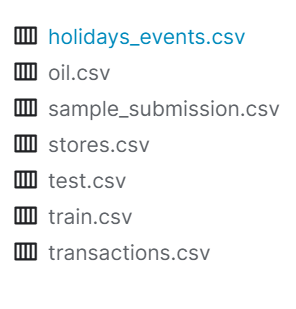 holidays_events.csv
oil.csv
sample_submission.csv
stores.csv
test.csv
train.csv
transactions.csv